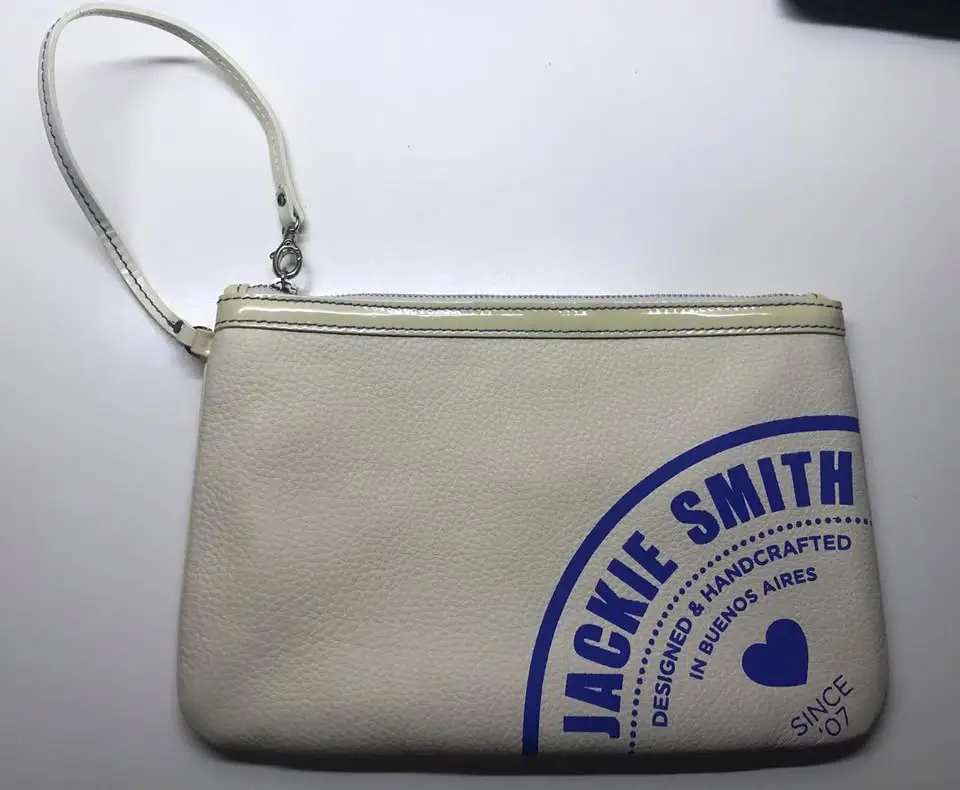 JACKIE SMITH
DESIGNED & HANDCRAFTED
IN BUENOS AIRES
SINCE
'07